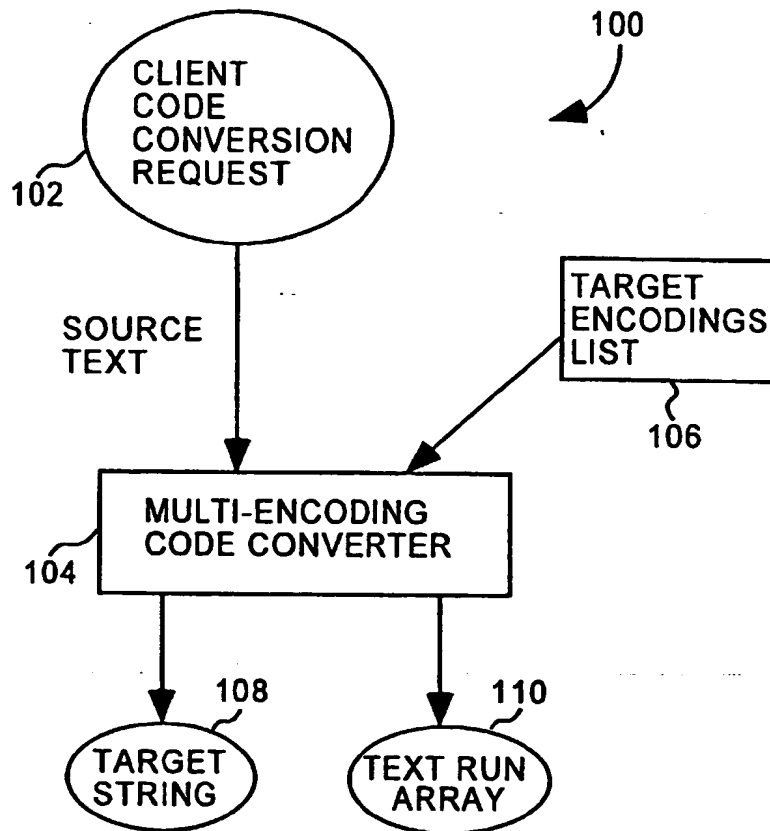 100
CLIENT
CODE
CONVERSION
REQUEST
102
SOURCE
TEXT
TARGET
ENCODINGS
LIST
106
MULTI-ENCODING
CODE CONVERTER
104
108
TARGET
STRING
110
TEXT RUN
ARRAY